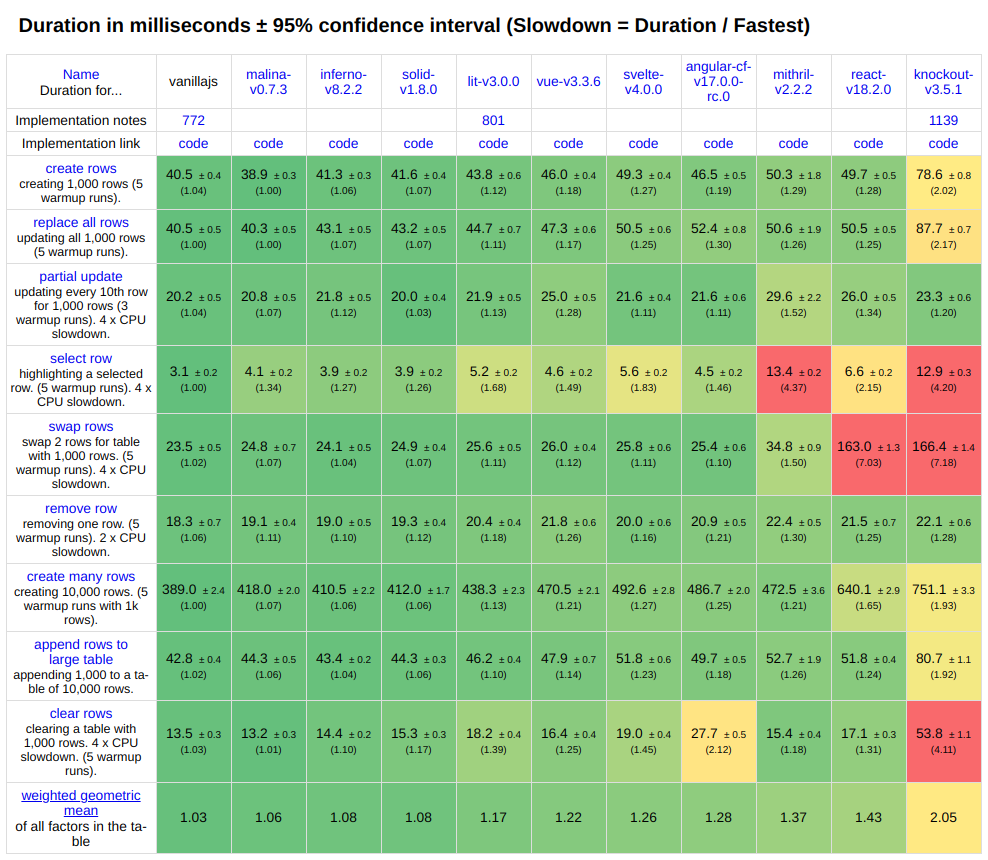 Duration in milliseconds ± 95% confidence interval (Slowdown = Duration / Fastest)
Name
Duration for...
vanillajs
malina-
v0.7.3
inferno-
v8.2.2
solid-
v1.8.0
lit-v3.0.0
vue-v3.3.6
svelte-
v4.0.0
angular-cf-
v17.0.0-
rc.0
mithril-
v2.2.2
react-
v18.2.0
knockout-
v3.5.1
Implementation notes 772 801 1139
Implementation link code code code code code code code code code code code
create rows
creating 1,000 rows (5
warmup runs).
40.5 ± 0.4 38.9 ± 0.3 41.3 ± 0.3 41.6 ± 0.4 43.8 ± 0.6 46.0 ± 0.4 49.3 ± 0.4 46.5 ± 0.5 50.3 ± 1.8 49.7 ± 0.5 78.6 ± 0.8
(1.04) (1.00) (1.06) (1.07) (1.12) (1.18) (1.27) (1.19) (1.29) (1.28) (2.02)
replace all rows
updating all 1,000 rows
(5 warmup runs).
40.5 ± 0.5 40.3 ± 0.5 43.1 ± 0.5 43.2 ± 0.5 44.7 ± 0.7 47.3 ± 0.6 50.5 ± 0.6 52.4 ± 0.8 50.6 ± 1.9 50.5 ± 0.5 87.7 ± 0.7
(1.00) (1.00) (1.07) (1.07) (1.11) (1.17) (1.25) (1.30) (1.26) (1.25) (2.17)
partial update
updating every 10th row
for 1,000 rows (3
warmup runs). 4 x CPU
slowdown.
20.2 ± 0.5 20.8 ± 0.5 21.8 ± 0.5 20.0 ± 0.4 21.9 ± 0.5 25.0 ± 0.5 21.6 ± 0.4 21.6 ± 0.6 29.6 ± 2.2 26.0 ± 0.5 23.3 ± 0.6
(1.04) (1.07) (1.12) (1.03) (1.13) (1.28) (1.11) (1.11) (1.52) (1.34) (1.20)
select row
highlighting a selected
row. (5 warmup runs). 4 x
CPU slowdown.
3.1 ± 0.2 4.1 ± 0.2 3.9 ± 0.2 3.9 ± 0.2 5.2 ± 0.2 4.6 ± 0.2 5.6 ± 0.2 4.5 ± 0.2 13.4 ± 0.2 6.6 ± 0.2 12.9 ± 0.3
(1.00) (1.34) (1.27) (1.26) (1.68) (1.49) (1.83) (1.46) (4.37) (2.15) (4.20)
swap rows
swap 2 rows for table
with 1,000 rows. (5
warmup runs). 4 x CPU
slowdown.
23.5 ± 0.5 24.8 ± 0.7 24.1 ± 0.5 24.9 ± 0.4 25.6 ± 0.5 26.0 ± 0.4 25.8 ± 0.6 25.4 ± 0.6 34.8 ± 0.9 163.0 ± 1.3 166.4 ± 1.4
(1.02) (1.07) (1.04) (1.07) (1.11) (1.12) (1.11) (1.10) (1.50) (7.03) (7.18)
remove row
removing one row. (5
warmup runs). 2 x CPU
slowdown.
18.3 ± 0.7 19.1 ± 0.4 19.0 ± 0.5 19.3 ± 0.4 20.4 ± 0.4 21.8 ± 0.6 20.0 ± 0.6 20.9 ± 0.5 22.4 ± 0.5 21.5 ± 0.7 22.1 ± 0.6
(1.06) (1.11) (1.10) (1.12) (1.18) (1.26) (1.16) (1.21) (1.30) (1.25) (1.28)
create many rows
creating 10,000 rows. (5
warmup runs with 1k
rows).
389.0 ± 2.4 418.0 ± 2.0 410.5 ± 2.2 412.0 ± 1.7 438.3 ± 2.3 470.5 ± 2.1 492.6 ± 2.8 486.7 ± 2.0 472.5 ± 3.6 640.1 ± 2.9 751.1 ± 3.3
(1.00) (1.07) (1.06) (1.06) (1.13) (1.21) (1.27) (1.25) (1.21) (1.65) (1.93)
append rows to
large table
appending 1,000 to a ta-
ble of 10,000 rows.
42.8 ± 0.4 44.3 ± 0.5 43.4 ± 0.2 44.3 ± 0.3 46.2 ± 0.4 47.9 ± 0.7 51.8 ± 0.6 49.7 ± 0.5 52.7 ± 1.9 51.8 ± 0.4 80.7 ± 1.1
(1.02) (1.06) (1.04) (1.06) (1.10) (1.14) (1.23) (1.18) (1.26) (1.24) (1.92)
clear rows
clearing a table with
1,000 rows. 4 x CPU
slowdown. (5 warmup
runs).
13.5 ± 0.3 13.2 ± 0.3 14.4 ± 0.2 15.3 ± 0.3 18.2 ± 0.4 16.4 ± 0.4 19.0 ± 0.4 27.7 ± 0.5 15.4 ± 0.4 17.1 ± 0.3 53.8 ± 1.1
(1.03) (1.01) (1.10) (1.17) (1.39) (1.25) (1.45) (2.12) (1.18) (1.31) (4.11)
weighted geometric
mean
of all factors in the ta-
ble
1.03 1.06 1.08 1.08 1.17 1.22 1.26 1.28 1.37 1.43 2.05